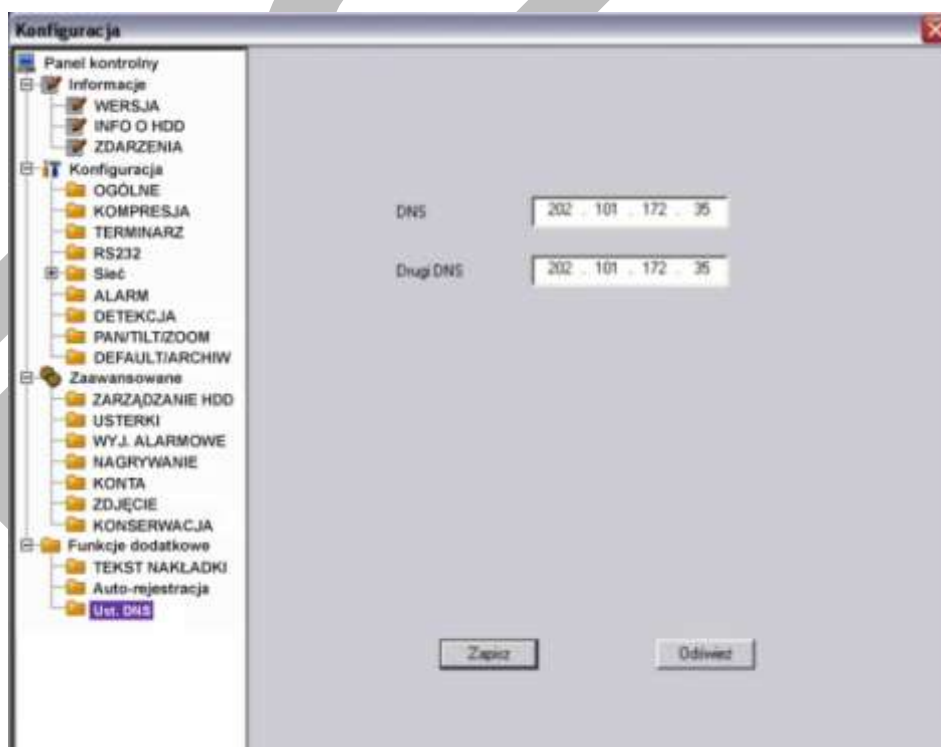 Konfiguracja
Panel kontrolny
Informacje
WERSJA
INFO O HDD
ZDARZENIA
Konfiguracja
OGÓLNE
KOMPRESJA
TERMINARZ
RS232
Sieć
ALARM
DETEKCJA
PAN/TILT/ZOOM
DEFAULT/ARCHIW
Zaawansowane
ZARZĄDZANIE HDD
USTERKI
WYJ. ALARMOWE
NAGRYWANIE
KONTA
ZDJĘCIE
KONSERWACJA
Funkcje dodatkowe
TEKST NAKŁADKI
Auto-rejestracja
Ust. DNS
DNS 202 . 101 . 172 . 35
Drugi DNS 202 . 101 . 172 . 35
Zapisz Odśwież